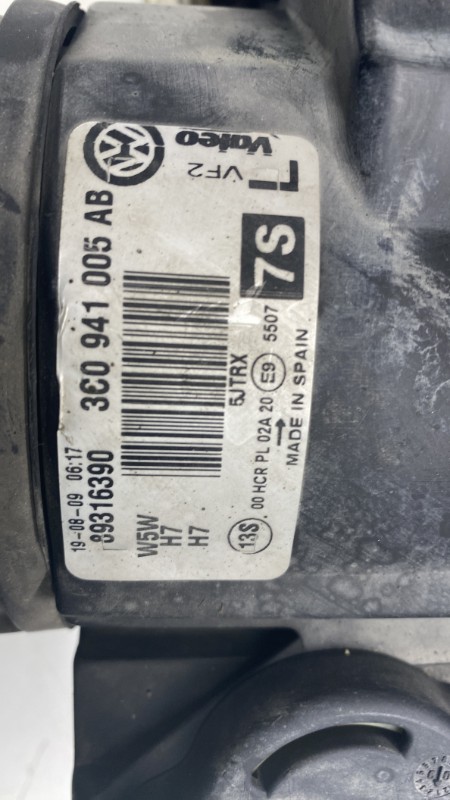 Valeo
VF2
L
3C0 941 005 AB
19-08-09 06:17
89316390
5JTRX
7S
W5W
H7
H7
13S
00 HCR PL 02A 20 E9 5507
MADE IN SPAIN